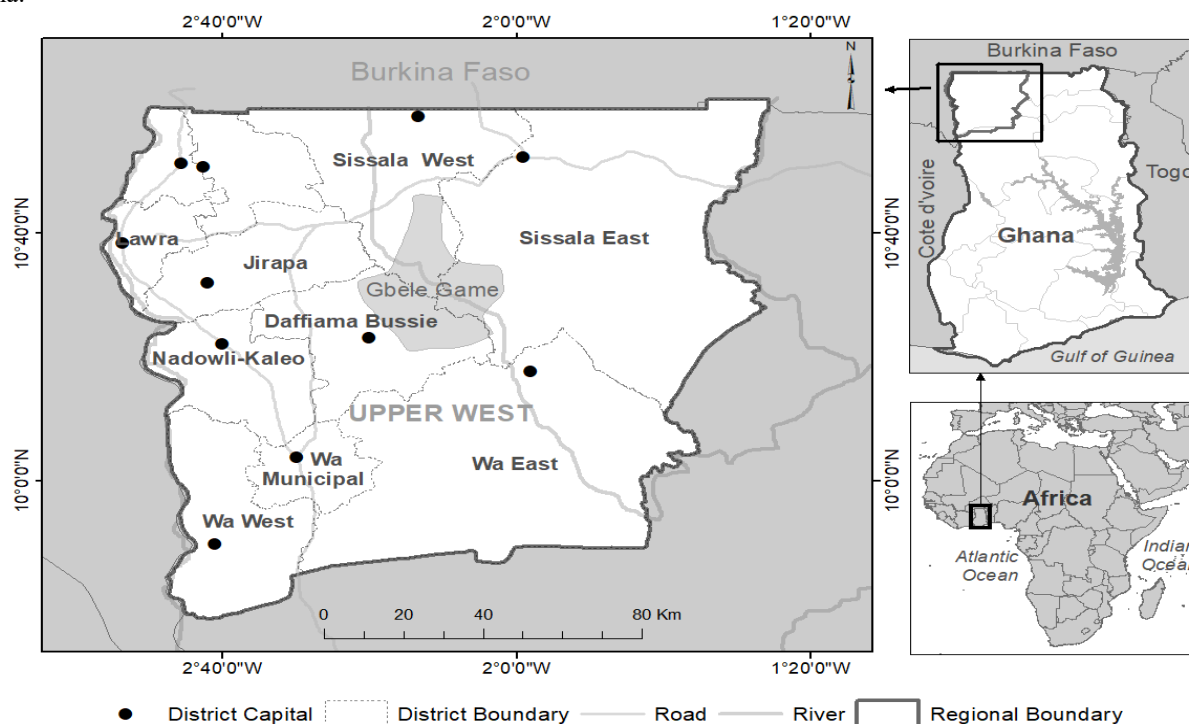 2°40'0"W
2°0'0"W
1°20'0"W
N
Burkina Faso
Sissala West
Lawra
Jirapa
Sissala East
Gbele Game
Daffiama Bussie
Nadowli-Kaleo
UPPER WEST
Wa
Municipal
Wa East
Wa West
10°40'0"N
10°0'0"N
10°40'0"N
10°0'0"N
0 20 40 80 Km
2°40'0"W
2°0'0"W
1°20'0"W
Burkina Faso
Cote d'voire
Togo
Ghana
Gulf of Guinea
Africa
Atlantic
Ocean
Indian
Ocean
District Capital
District Boundary
Road
River
Regional Boundary